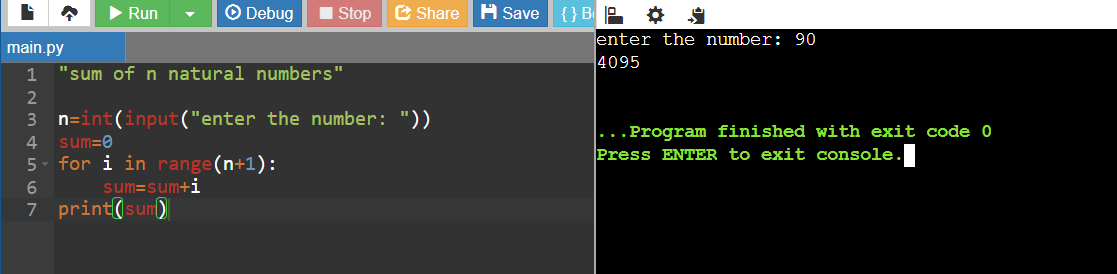 Run Debug Stop Share Save { }
main.py
1 "sum of n natural numbers"
2
3 n=int(input("enter the number: "))
4 sum=0
5 for i in range(n+1):
6     sum=sum+i
7 print(sum)
enter the number: 90
4095
...Program finished with exit code 0
Press ENTER to exit console.